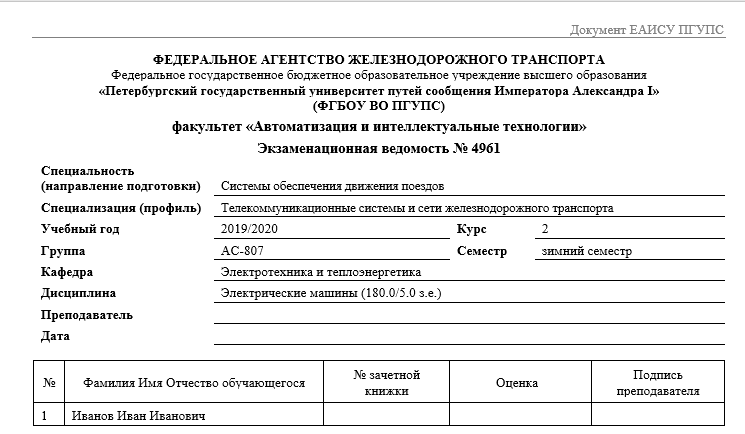 Документ ЕАИСУ ПГУПС
ФЕДЕРАЛЬНОЕ АГЕНТСТВО ЖЕЛЕЗНОДОРОЖНОГО ТРАНСПОРТА
Федеральное государственное бюджетное образовательное учреждение высшего образования
«Петербургский государственный университет путей сообщения Императора Александра I»
(ФГБОУ ВО ПГУПС)
факультет «Автоматизация и интеллектуальные технологии»
Экзаменационная ведомость № 4961
Специальность
(направление подготовки) Системы обеспечения движения поездов
Специализация (профиль) Телекоммуникационные системы и сети железнодорожного транспорта
Учебный год 2019/2020 Курс 2
Группа АС-807 Семестр зимний семестр
Кафедра Электротехника и теплоэнергетика
Дисциплина Электрические машины (180.0/5.0 з.е.)
Преподаватель
Дата
№ Фамилия Имя Отчество обучающегося № зачетной книжки Оценка Подпись преподавателя
1 Иванов Иван Иванович